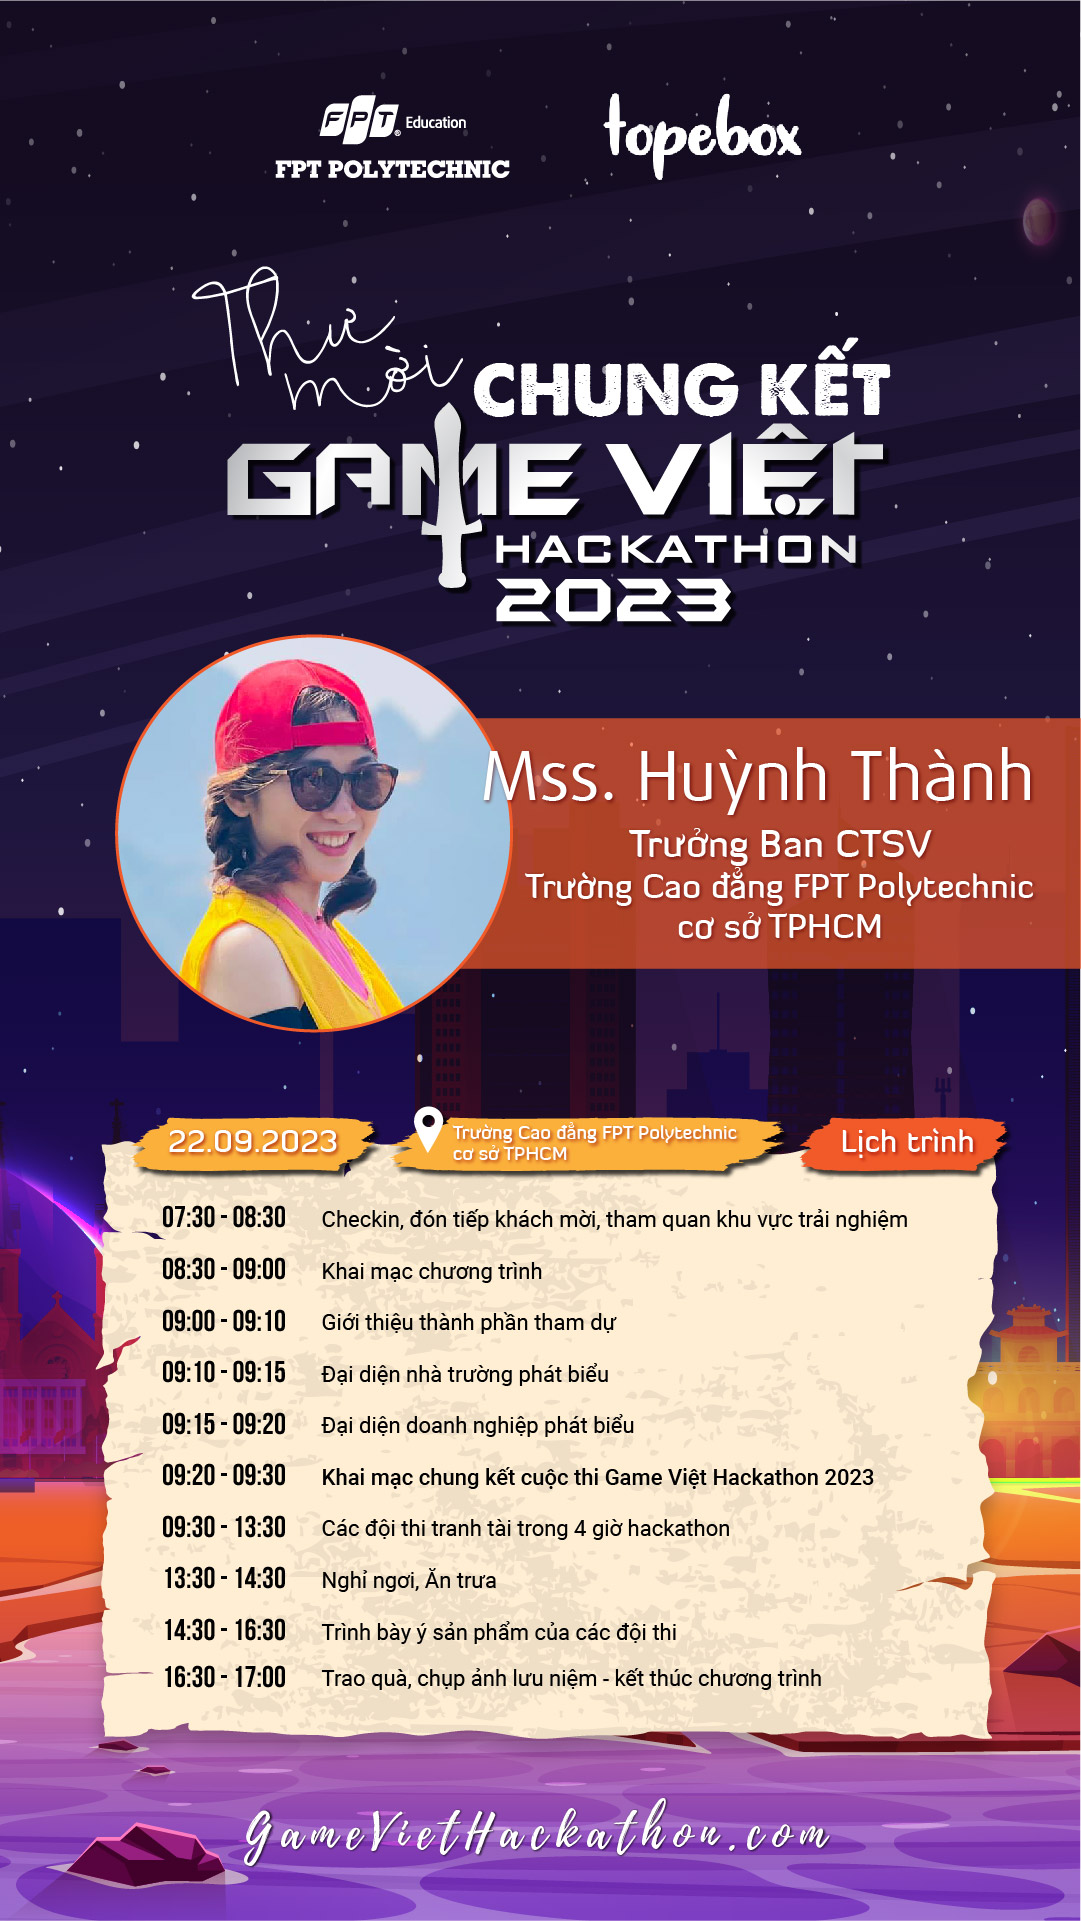 FPT Education
FPT POLYTECHNIC
topebox
Thư mời
CHUNG KẾT
GAME VIỆT
HACKATHON
2023
Mss. Huỳnh Thành
Trưởng Ban CTSV
Trường Cao đẳng FPT Polytechnic
cơ sở TPHCM
22.09.2023
Trường Cao đẳng FPT Polytechnic
cơ sở TPHCM
Lịch trình
07:30 - 08:30 Checkin, đón tiếp khách mời, tham quan khu vực trải nghiệm
08:30 - 09:00 Khai mạc chương trình
09:00 - 09:10 Giới thiệu thành phần tham dự
09:10 - 09:15 Đại diện nhà trường phát biểu
09:15 - 09:20 Đại diện doanh nghiệp phát biểu
09:20 - 09:30 Khai mạc chung kết cuộc thi Game Việt Hackathon 2023
09:30 - 13:30 Các đội thi tranh tài trong 4 giờ hackathon
13:30 - 14:30 Nghỉ ngơi, Ăn trưa
14:30 - 16:30 Trình bày ý sản phẩm của các đội thi
16:30 - 17:00 Trao quà, chụp ảnh lưu niệm - kết thúc chương trình
GameVietHackathon.com